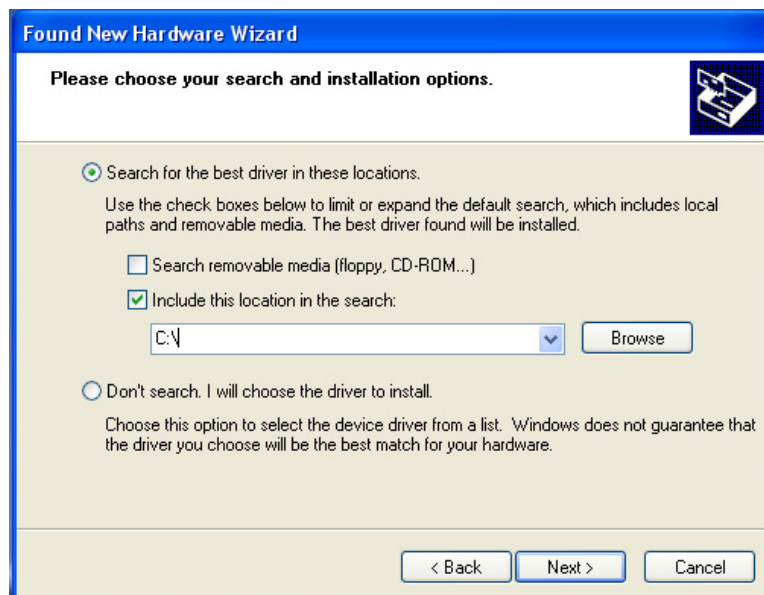 Found New Hardware Wizard
Please choose your search and installation options.
Search for the best driver in these locations.
Use the check boxes below to limit or expand the default search, which includes local
paths and removable media. The best driver found will be installed.
Search removable media (floppy, CD-ROM...)
Include this location in the search:
C:\
Browse
Don't search. I will choose the driver to install.
Choose this option to select the device driver from a list. Windows does not guarantee that
the driver you choose will be the best match for your hardware.
< Back
Next >
Cancel